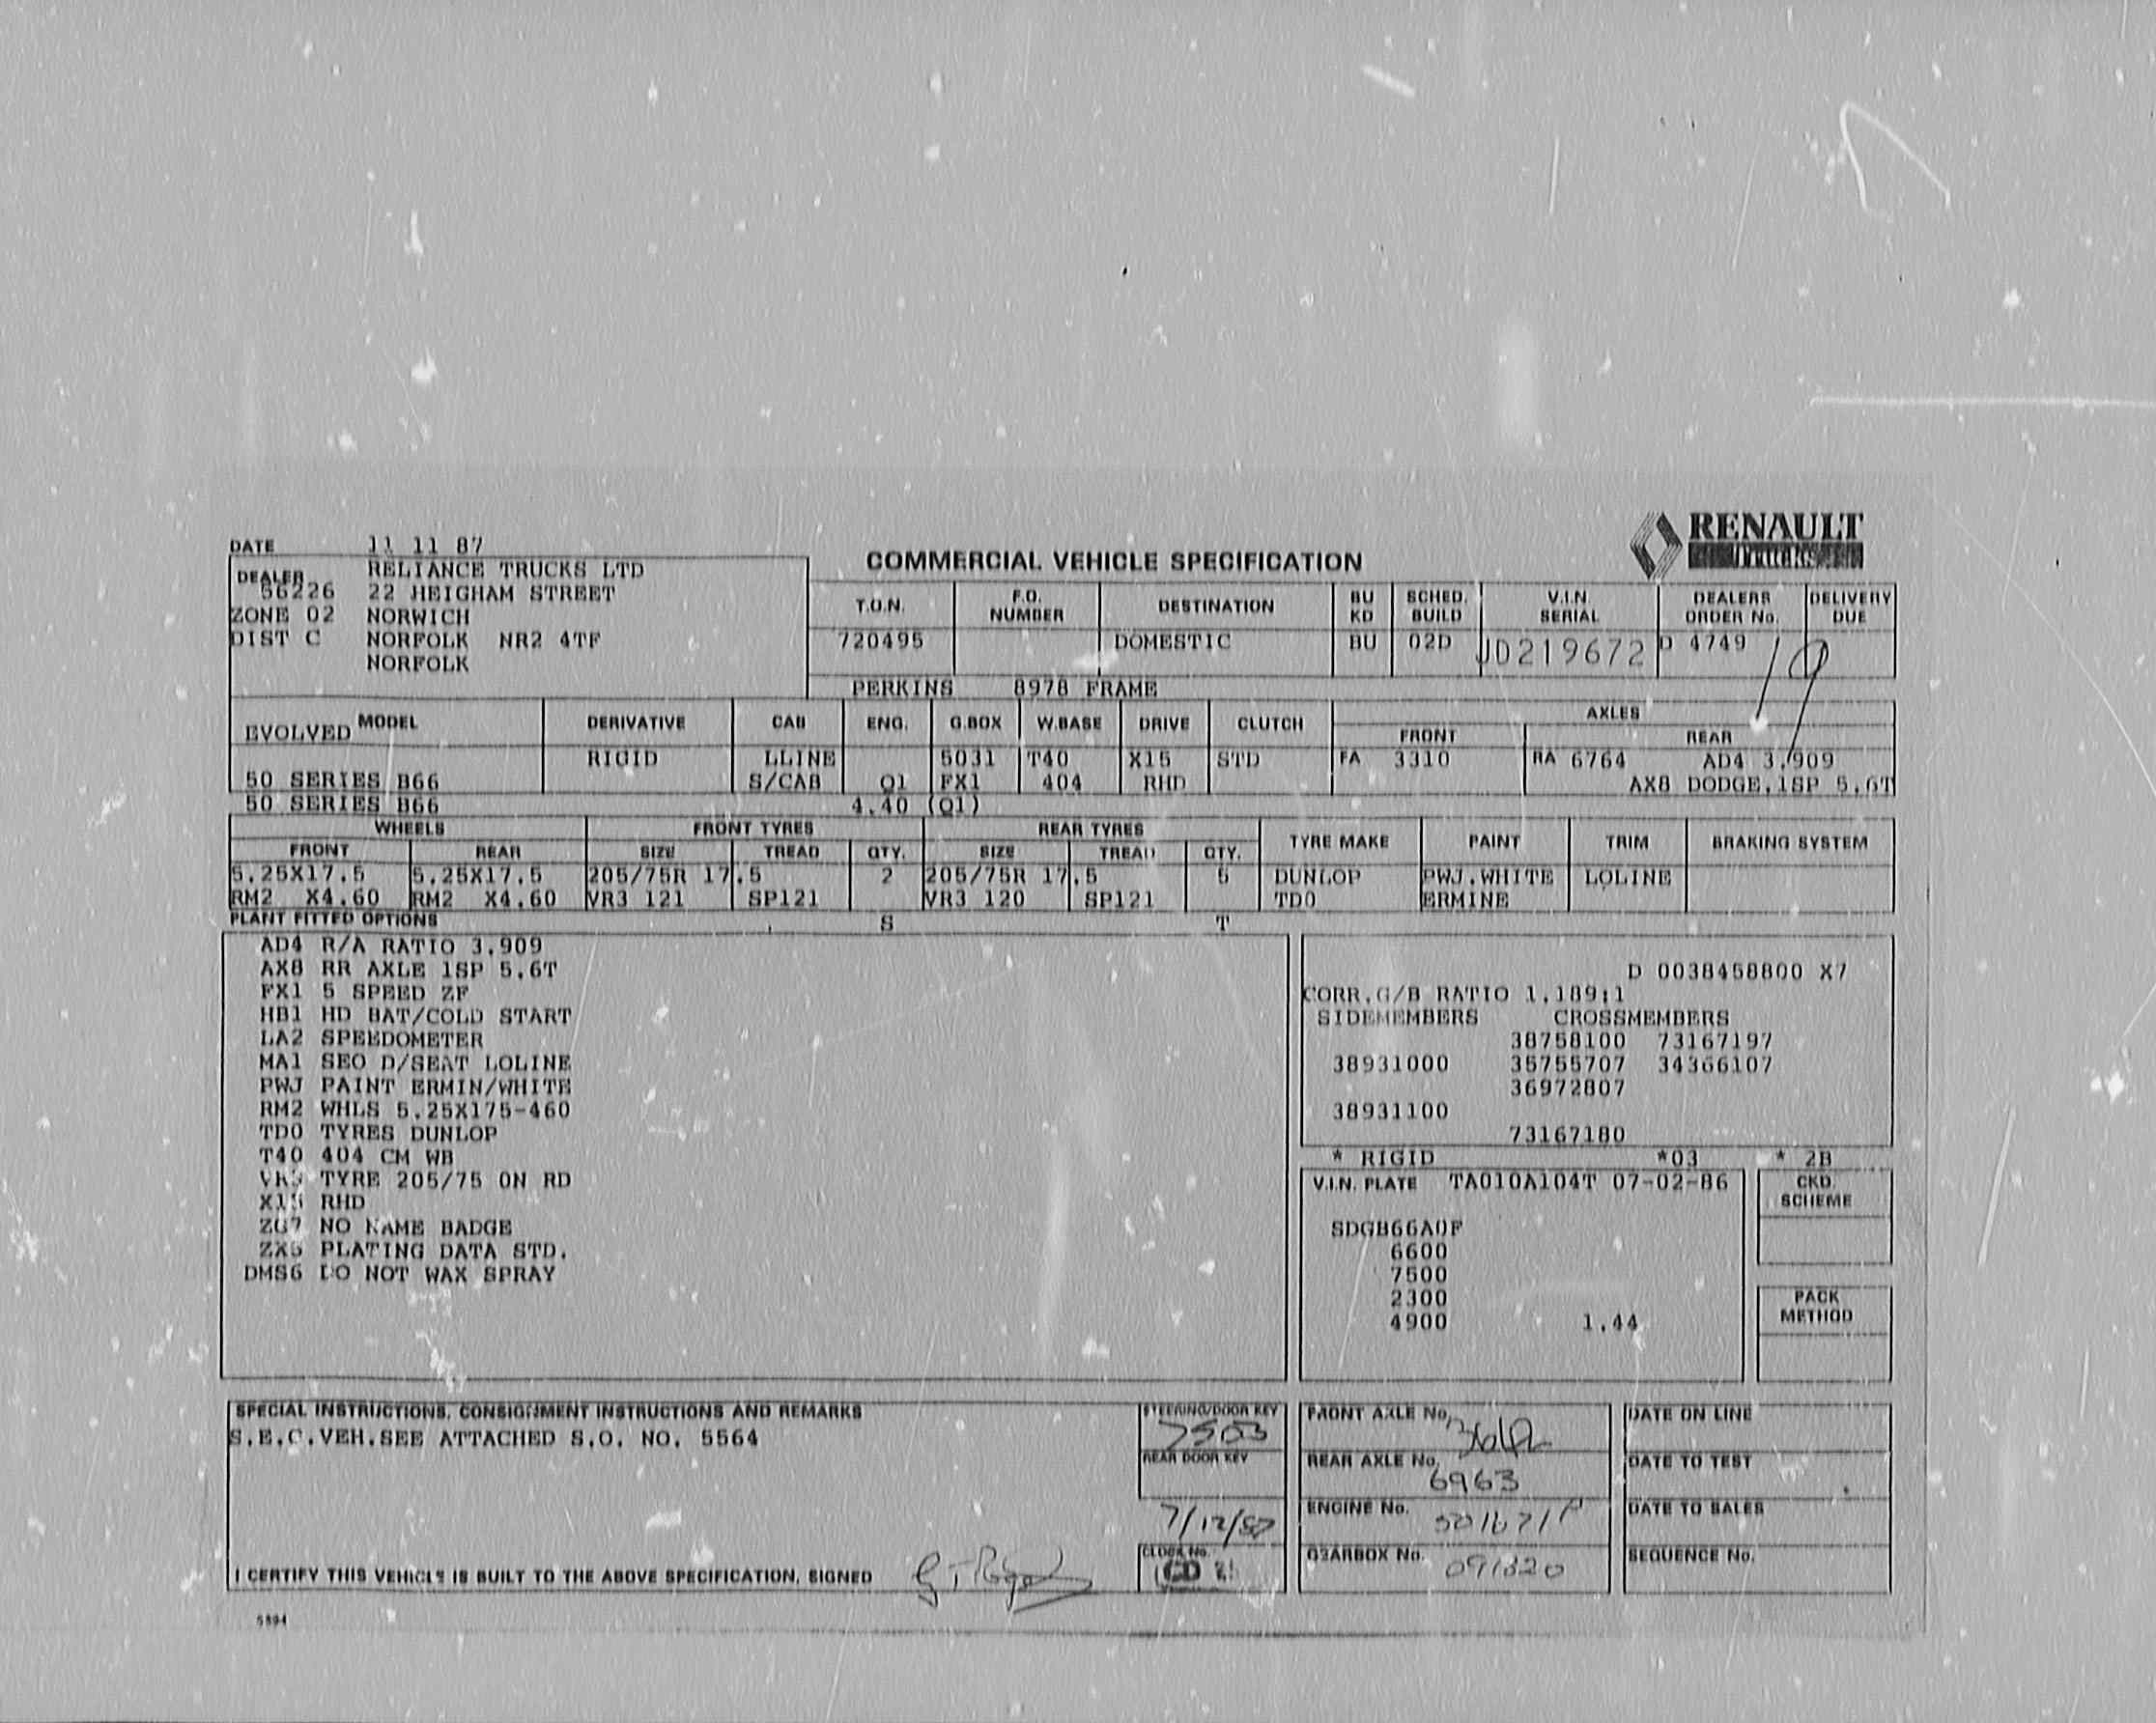 RENAULT
TRUCKS
DATE 11 11 87
COMMERCIAL VEHICLE SPECIFICATION
DEALER RELIANCE TRUCKS LTD
56226 22 HEIGHAM STREET
ZONE 02 NORWICH
DIST C NORFOLK NR2 4TF
NORFOLK
T.O.N. F.O. NUMBER DESTINATION BU KD SCHED. BUILD V.I.N. SERIAL DEALERS ORDER No. DELIVERY DUE
720495 DOMESTIC BU 02D JD219672 D 4749
PERKINS 8978 FRAME
EVOLVED MODEL DERIVATIVE CAB ENG. G.BOX W.BASE DRIVE CLUTCH AXLES
FRONT REAR
RIGID LLINE 5031 T40 X15 STD FA 3310 RA 6764 AD4 3.909
50 SERIES B66 S/CAB Q1 FX1 404 RHD AX8 DODGE,1SP 5.6T
50 SERIES B66 4.40 (Q1)
WHEELS FRONT TYRES REAR TYRES TYRE MAKE PAINT TRIM BRAKING SYSTEM
FRONT REAR SIZE TREAD QTY. SIZE TREAD QTY.
5.25X17.5 5.25X17.5 205/75R 17.5 2 205/75R 17.5 5 DUNLOP PWJ.WHITE LOLINE
RM2 X4.60 RM2 X4.60 VR3 121 SP121 VR3 120 SP121 TD0 ERMINE
PLANT FITTED OPTIONS S T
AD4 R/A RATIO 3.909
AX8 RR AXLE 1SP 5.6T
FX1 5 SPEED ZF
HB1 HD BAT/COLD START
LA2 SPEEDOMETER
MA1 SEO D/SEAT LOLINE
PWJ PAINT ERMIN/WHITE
RM2 WHLS 5.25X175-460
TD0 TYRES DUNLOP
T40 404 CM WB
VR3 TYRE 205/75 ON RD
X15 RHD
ZG7 NO NAME BADGE
ZX5 PLATING DATA STD.
DMS6 DO NOT WAX SPRAY
D 0038458800 X7
CORR.G/B RATIO 1.189:1
SIDEMEMBERS CROSSMEMBERS
38758100 73167197
38931000 35755707 34366107
36972807
38931100
73167180
* RIGID *03 * 2B
V.I.N. PLATE TA010A104T 07-02-86
CKD. SCHEME
SDGB66A0F
6600
7500
2300
4900 1.44
PACK METHOD
SPECIAL INSTRUCTIONS, CONSIGNMENT INSTRUCTIONS AND REMARKS
S.E.C.VEH.SEE ATTACHED S.O. NO. 5564
STEERING/DOOR KEY 7503
REAR DOOR KEY
7/12/87
CLOCK No. CD
FRONT AXLE No.
REAR AXLE No. 6963
ENGINE No.
GEARBOX No. 091320
DATE ON LINE
DATE TO TEST
DATE TO SALES
SEQUENCE No.
I CERTIFY THIS VEHICLE IS BUILT TO THE ABOVE SPECIFICATION, SIGNED
5894